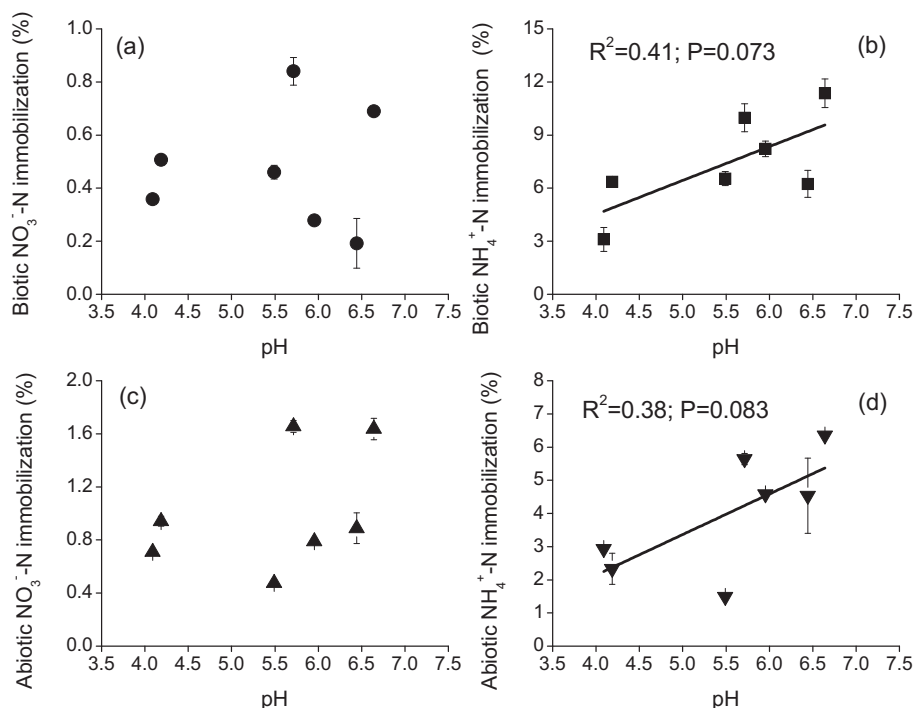 (a)
Biotic NO3⁻-N immobilization (%)
1.0
0.8
0.6
0.4
0.2
0.0
3.5 4.0 4.5 5.0 5.5 6.0 6.5 7.0 7.5
pH
R²=0.41; P=0.073
(b)
Biotic NH4⁺-N immobilization (%)
15
12
9
6
3
0
3.5 4.0 4.5 5.0 5.5 6.0 6.5 7.0 7.5
pH
(c)
Abiotic NO3⁻-N immobilization (%)
2.0
1.6
1.2
0.8
0.4
0.0
3.5 4.0 4.5 5.0 5.5 6.0 6.5 7.0 7.5
pH
R²=0.38; P=0.083
(d)
Abiotic NH4⁺-N immobilization (%)
8
7
6
5
4
3
2
1
0
3.5 4.0 4.5 5.0 5.5 6.0 6.5 7.0 7.5
pH